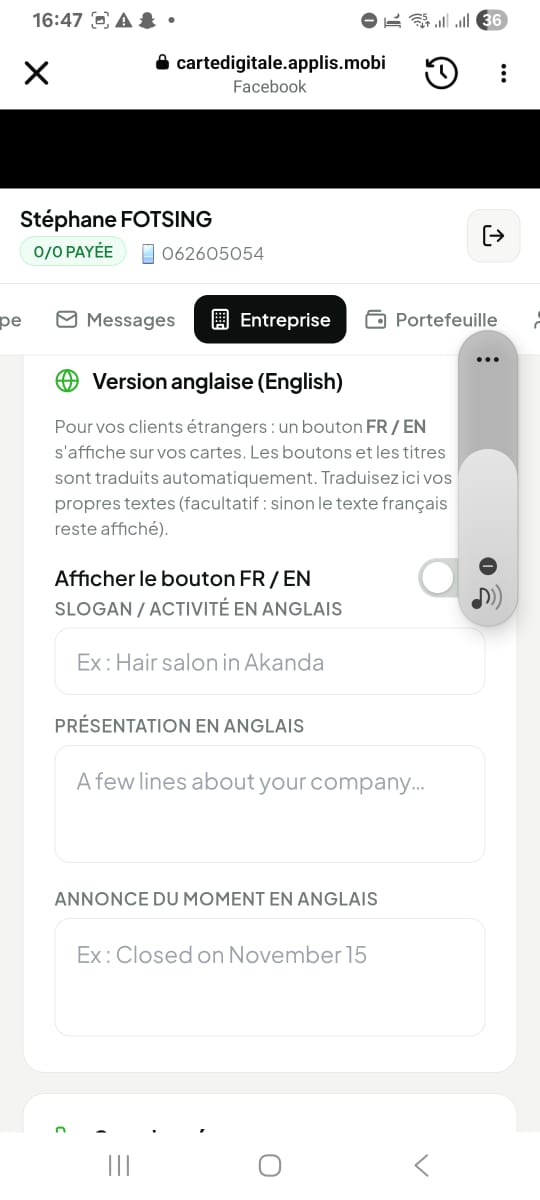 16:47
36
cartedigitale.applis.mobi
Facebook
Stéphane FOTSING
0/0 PAYÉE
062605054
pe
Messages
Entreprise
Portefeuille
Version anglaise (English)
Pour vos clients étrangers : un bouton FR / EN
s'affiche sur vos cartes. Les boutons et les titres
sont traduits automatiquement. Traduisez ici vos
propres textes (facultatif : sinon le texte français
reste affiché).
Afficher le bouton FR / EN
SLOGAN / ACTIVITÉ EN ANGLAIS
Ex : Hair salon in Akanda
PRÉSENTATION EN ANGLAIS
A few lines about your company...
ANNONCE DU MOMENT EN ANGLAIS
Ex : Closed on November 15